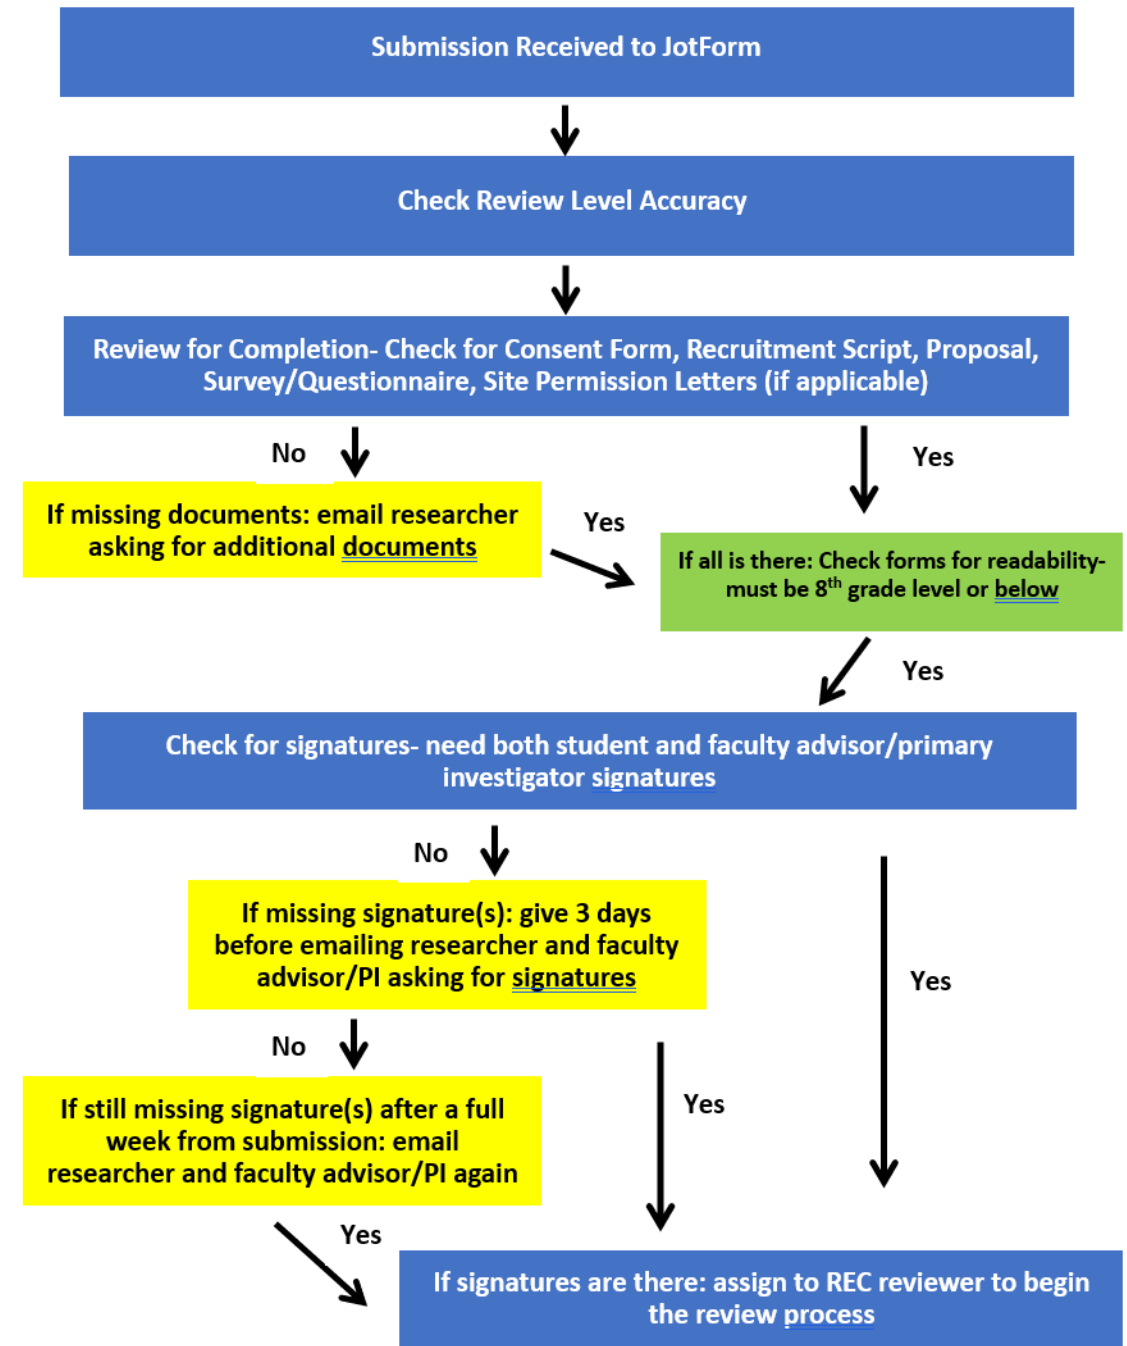 Submission Received to JotForm
Check Review Level Accuracy
Review for Completion- Check for Consent Form, Recruitment Script, Proposal,
Survey/Questionnaire, Site Permission Letters (if applicable)
No
Yes
If missing documents: email researcher
asking for additional documents
Yes
If all is there: Check forms for readability-
must be 8th grade level or below
Yes
Check for signatures- need both student and faculty advisor/primary
investigator signatures
No
If missing signature(s): give 3 days
before emailing researcher and faculty
advisor/PI asking for signatures
Yes
No
Yes
If still missing signature(s) after a full
week from submission: email
researcher and faculty advisor/PI again
Yes
If signatures are there: assign to REC reviewer to begin
the review process